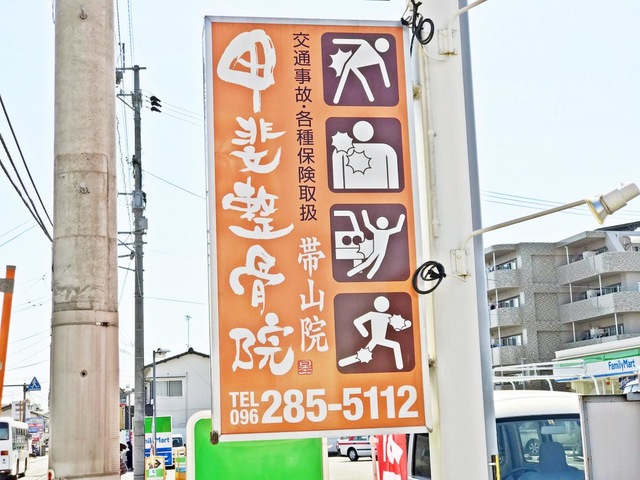 甲斐整骨院
交通事故・各種保険取扱
帯山院
TEL 096 285-5112
FamilyMart